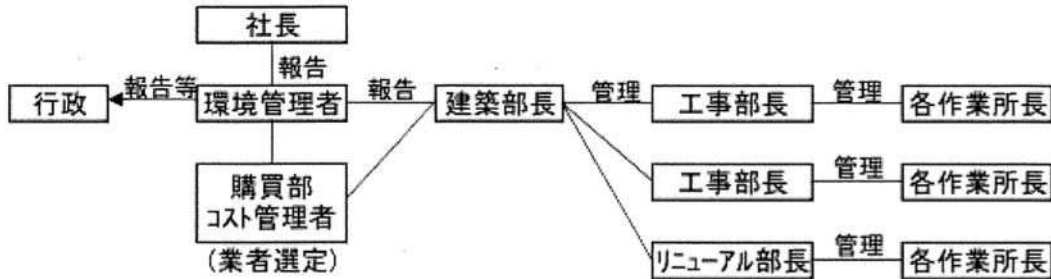 社長
報告
行政
報告等
環境管理者
報告
建築部長
管理
工事部長
管理
各作業所長
購買部
コスト管理者
(業者選定)
工事部長
管理
各作業所長
リニューアル部長
管理
各作業所長